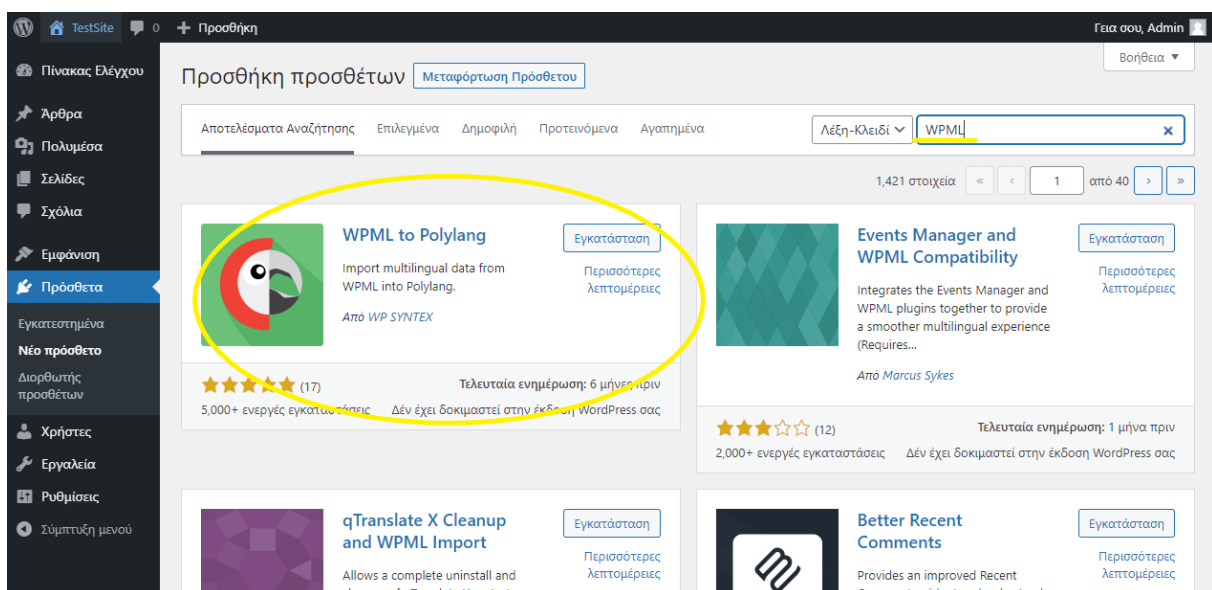 TestSite 0 Προσθήκη Γεια σου, Admin
Βοήθεια
Πίνακας Ελέγχου
Άρθρα
Πολυμέσα
Σελίδες
Σχόλια
Εμφάνιση
Πρόσθετα
Εγκατεστημένα
Νέο πρόσθετο
Διορθωτής
προσθέτων
Χρήστες
Εργαλεία
Ρυθμίσεις
Σύμπτυξη μενού
Προσθήκη προσθέτων Μεταφόρτωση Πρόσθετου
Αποτελέσματα Αναζήτησης Επιλεγμένα Δημοφιλή Προτεινόμενα Αγαπημένα Λέξη-Κλειδί WPML
1,421 στοιχεία « ‹ 1 από 40 › »
WPML to Polylang
Εγκατάσταση
Περισσότερες
λεπτομέρειες
Import multilingual data from
WPML into Polylang.
Από WP SYNTEX
(17) Τελευταία ενημέρωση: 6 μήνες πριν
5,000+ ενεργές εγκαταστάσεις Δέν έχει δοκιμαστεί στην έκδοση WordPress σας
Events Manager and
WPML Compatibility
Εγκατάσταση
Περισσότερες
λεπτομέρειες
Integrates the Events Manager and
WPML plugins together to provide
a smoother multilingual experience
(Requires...
Από Marcus Sykes
(12) Τελευταία ενημέρωση: 1 μήνα πριν
2,000+ ενεργές εγκαταστάσεις Δέν έχει δοκιμαστεί στην έκδοση WordPress σας
qTranslate X Cleanup
and WPML Import
Εγκατάσταση
Περισσότερες
λεπτομέρειες
Allows a complete uninstall and
Better Recent
Comments
Εγκατάσταση
Περισσότερες
λεπτομέρειες
Provides an improved Recent